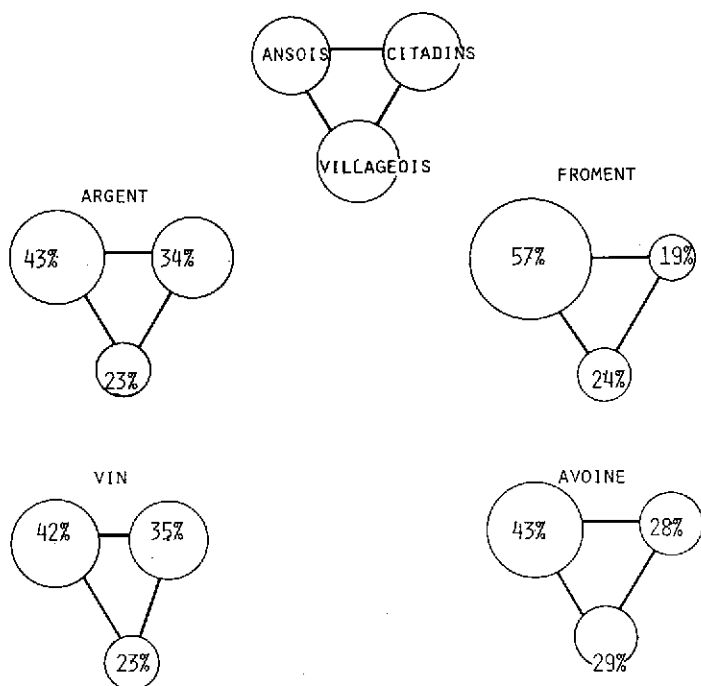 ANSOIS CITADINS
VILLAGEOIS
ARGENT
43% 34%
23%
FROMENT
57% 19%
24%
VIN
42% 35%
23%
AVOINE
43% 28%
29%